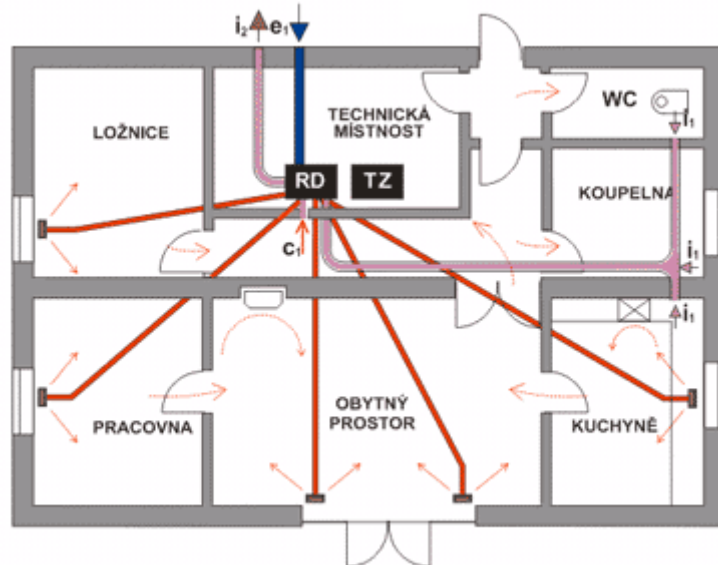 i₂ e₁
TECHNICKÁ
MÍSTNOST
WC
LOŽNICE
i₁
RD TZ
KOUPELNA
c₁
i₁
i₁
PRACOVNA
OBYTNÝ
PROSTOR
KUCHYNĚ